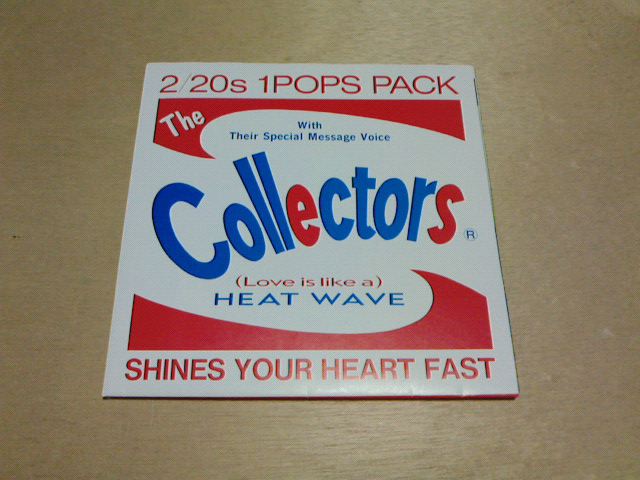 2/20s 1POPS PACK
The
With
Their Special Message Voice
Collectors
®
(Love is like a)
HEAT WAVE
SHINES YOUR HEART FAST